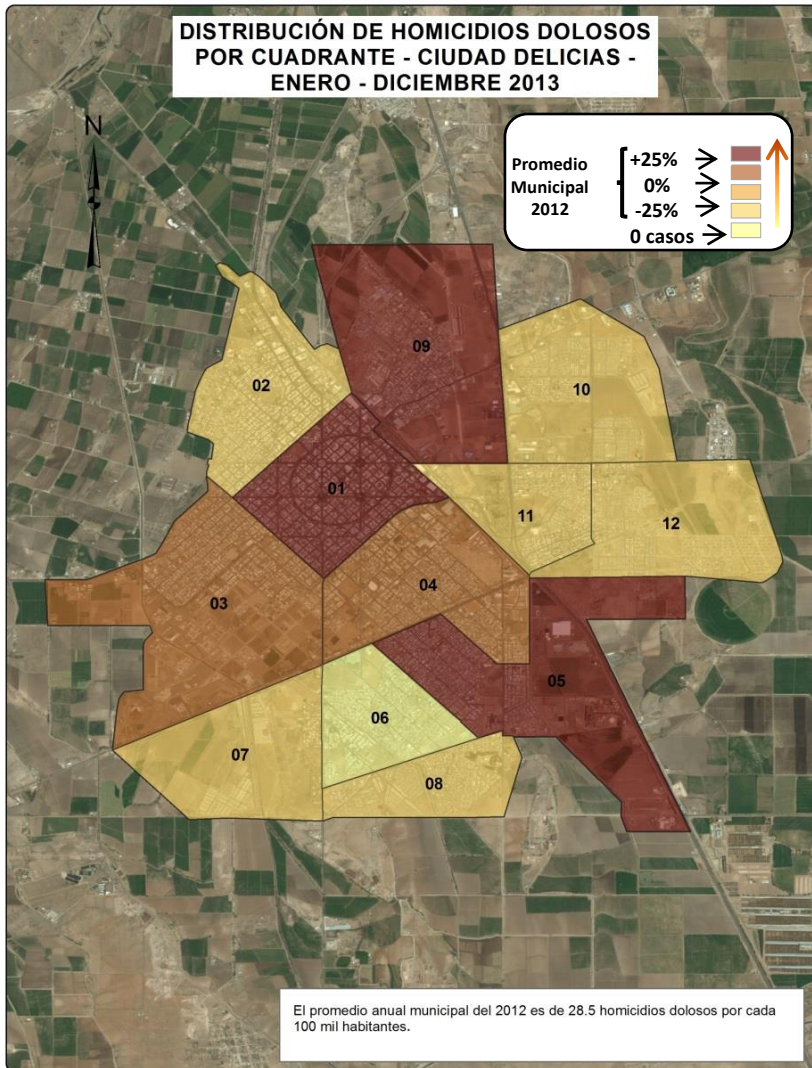 DISTRIBUCIÓN DE HOMICIDIOS DOLOSOS
POR CUADRANTE - CIUDAD DELICIAS -
ENERO - DICIEMBRE 2013
N
Promedio
Municipal
2012
+25%
0%
-25%
0 casos
09
02
10
01
11
12
04
03
05
06
07
08
El promedio anual municipal del 2012 es de 28.5 homicidios dolosos por cada
100 mil habitantes.